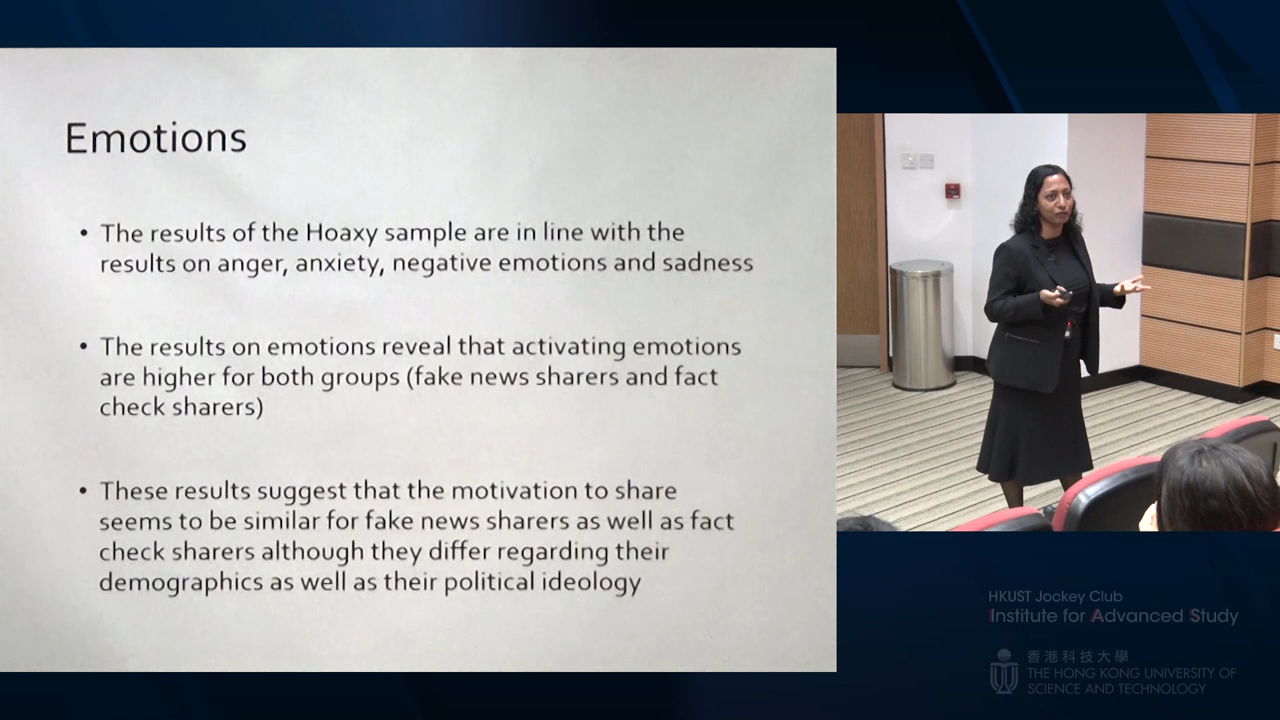 Emotions
• The results of the Hoaxy sample are in line with the
results on anger, anxiety, negative emotions and sadness
• The results on emotions reveal that activating emotions
are higher for both groups (fake news sharers and fact
check sharers)
• These results suggest that the motivation to share
seems to be similar for fake news sharers as well as fact
check sharers although they differ regarding their
demographics as well as their political ideology
HKUST Jockey Club
Institute for Advanced Study
香港科技大學
THE HONG KONG UNIVERSITY OF
SCIENCE AND TECHNOLOGY